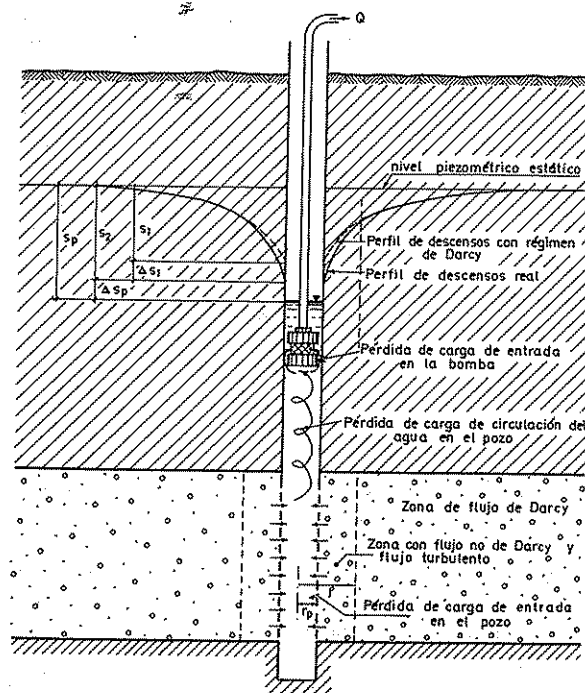 Q
nivel piezométrico estático
Sp
S2
S1
Perfil de descensos con régimen
de Darcy
Δ S1
Perfil de descensos real
Δ Sp
Pérdida de carga de entrada
en la bomba
Pérdida de carga de circulación del
agua en el pozo
Zona de flujo de Darcy
Zona con flujo no de Darcy y
flujo turbulento
rp
Pérdida de carga de entrada
en el pozo